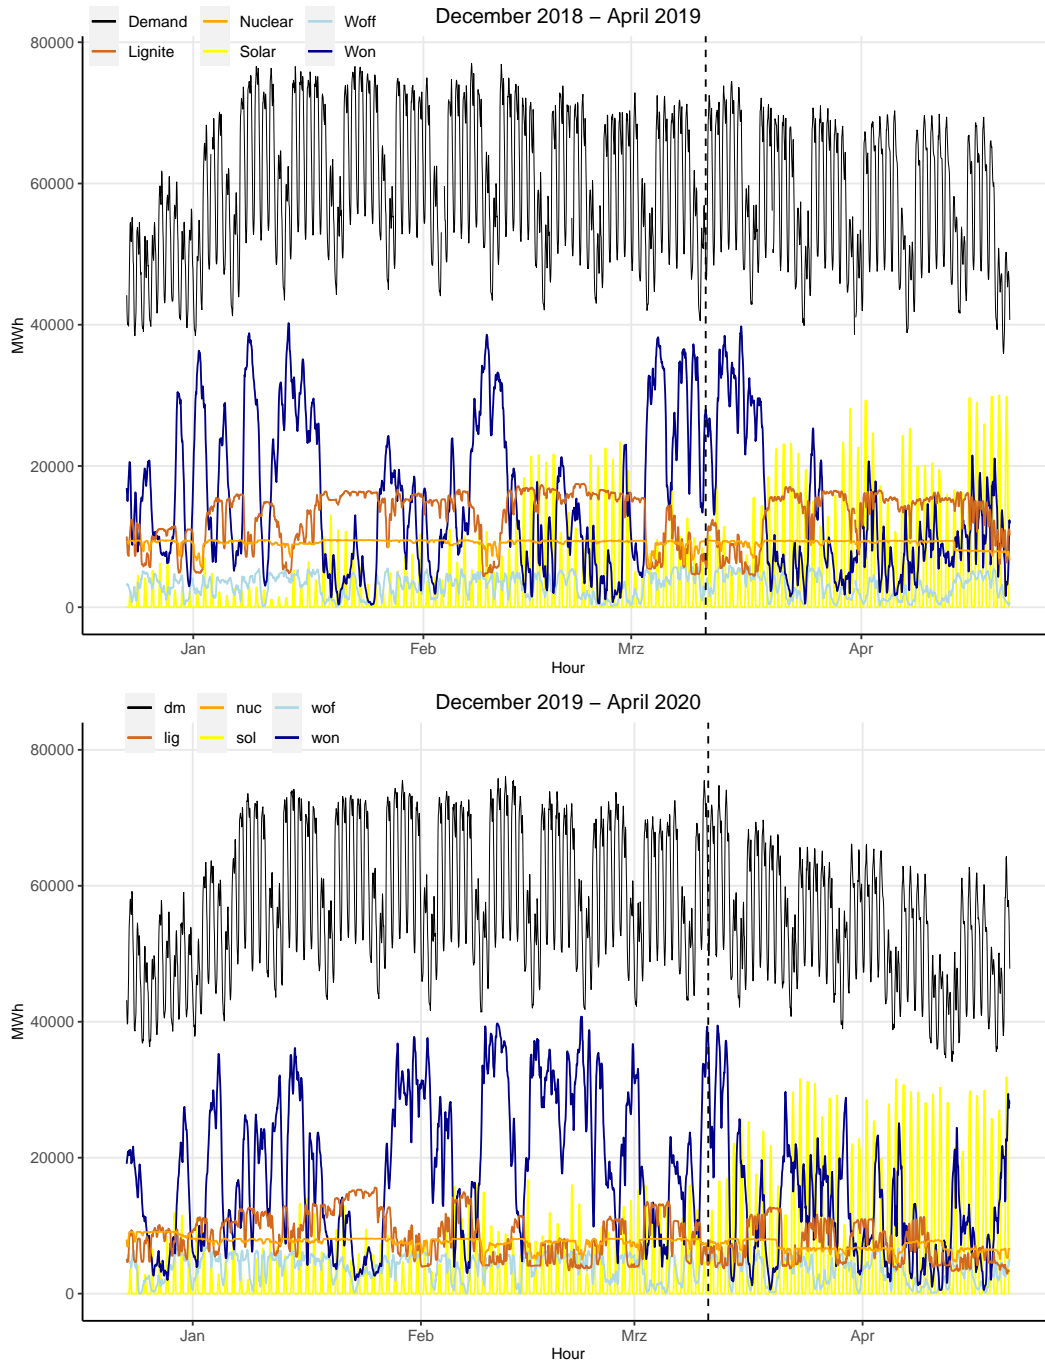 December 2018 – April 2019
Demand Nuclear Woff
Lignite Solar Won
80000
60000
40000
20000
0
MWh
Jan Feb Mrz Apr
Hour
December 2019 – April 2020
dm nuc wof
lig sol won
80000
60000
40000
20000
0
MWh
Jan Feb Mrz Apr
Hour